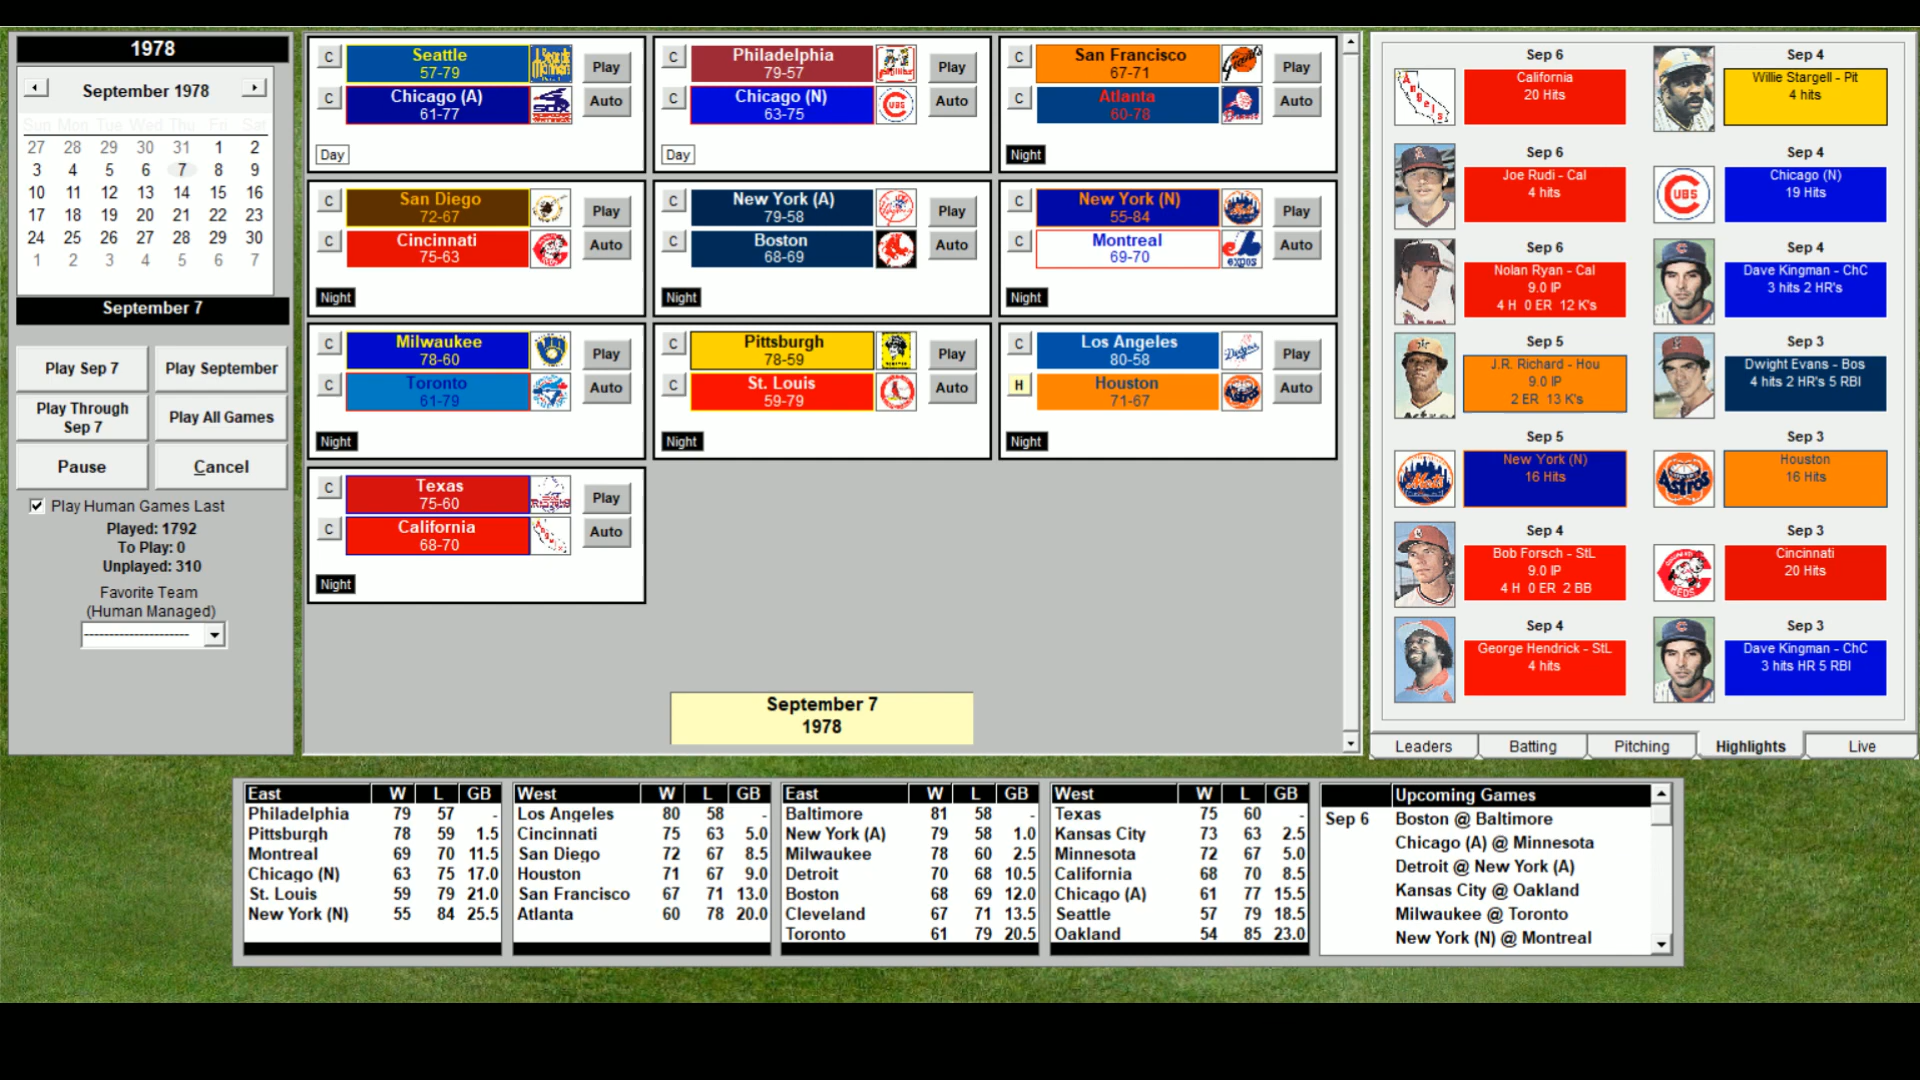 1978
September 1978
Sun Mon Tue Wed Thu Fri Sat
27 28 29 30 31 1 2
3 4 5 6 7 8 9
10 11 12 13 14 15 16
17 18 19 20 21 22 23
24 25 26 27 28 29 30
1 2 3 4 5 6 7
September 7
Play Sep 7
Play September
Play Through
Sep 7
Play All Games
Pause
Cancel
Play Human Games Last
Played: 1792
To Play: 0
Unplayed: 310
Favorite Team
(Human Managed)
---------------------
C Seattle
57-79
Play
C Chicago (A)
61-77
Auto
Day
C Philadelphia
79-57
Play
C Chicago (N)
63-75
Auto
Day
C San Francisco
67-71
Play
C Atlanta
60-78
Auto
Night
C San Diego
72-67
Play
C Cincinnati
75-63
Auto
Night
C New York (A)
79-58
Play
C Boston
68-69
Auto
Night
C New York (N)
55-84
Play
C Montreal
69-70
expos
Auto
Night
C Milwaukee
78-60
Play
C Toronto
61-79
Auto
Night
C Pittsburgh
78-59
Play
C St. Louis
59-79
Auto
Night
C Los Angeles
80-58
Dodgers
Play
H Houston
71-67
Auto
Night
C Texas
75-60
Play
C California
68-70
Auto
Night
September 7
1978
Sep 6
California
20 Hits
Sep 4
Willie Stargell - Pit
4 hits
Sep 6
Joe Rudi - Cal
4 hits
Sep 4
CUBS
Chicago (N)
19 Hits
Sep 6
Nolan Ryan - Cal
9.0 IP
4 H 0 ER 12 K's
Sep 4
Dave Kingman - ChC
3 hits 2 HR's
Sep 5
J.R. Richard - Hou
9.0 IP
2 ER 13 K's
Sep 3
Dwight Evans - Bos
4 hits 2 HR's 5 RBI
Sep 5
Mets
New York (N)
16 Hits
Sep 3
Astros
Houston
16 Hits
Sep 4
Bob Forsch - StL
9.0 IP
4 H 0 ER 2 BB
Sep 3
REDS
Cincinnati
20 Hits
Sep 4
George Hendrick - StL
4 hits
Sep 3
Dave Kingman - ChC
3 hits HR 5 RBI
Leaders Batting Pitching Highlights Live
East W L GB
Philadelphia 79 57 -
Pittsburgh 78 59 1.5
Montreal 69 70 11.5
Chicago (N) 63 75 17.0
St. Louis 59 79 21.0
New York (N) 55 84 25.5
West W L GB
Los Angeles 80 58 -
Cincinnati 75 63 5.0
San Diego 72 67 8.5
Houston 71 67 9.0
San Francisco 67 71 13.0
Atlanta 60 78 20.0
East W L GB
Baltimore 81 58 -
New York (A) 79 58 1.0
Milwaukee 78 60 2.5
Detroit 70 68 10.5
Boston 68 69 12.0
Cleveland 67 71 13.5
Toronto 61 79 20.5
West W L GB
Texas 75 60 -
Kansas City 73 63 2.5
Minnesota 72 67 5.0
California 68 70 8.5
Chicago (A) 61 77 15.5
Seattle 57 79 18.5
Oakland 54 85 23.0
Upcoming Games
Sep 6 Boston @ Baltimore
Chicago (A) @ Minnesota
Detroit @ New York (A)
Kansas City @ Oakland
Milwaukee @ Toronto
New York (N) @ Montreal